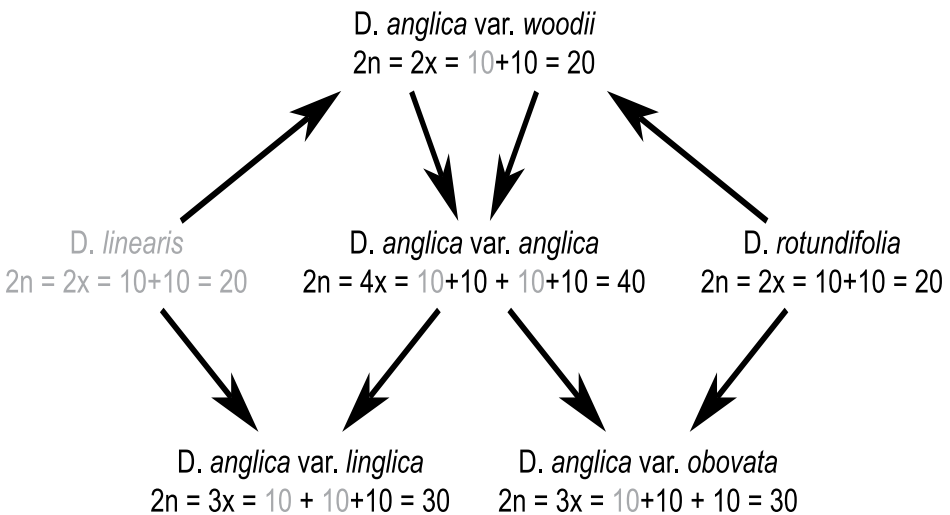 D. anglica var. woodii
2n = 2x = 10+10 = 20
D. linearis
2n = 2x = 10+10 = 20
D. anglica var. anglica
2n = 4x = 10+10 + 10+10 = 40
D. rotundifolia
2n = 2x = 10+10 = 20
D. anglica var. linglica
2n = 3x = 10 + 10+10 = 30
D. anglica var. obovata
2n = 3x = 10+10 + 10 = 30